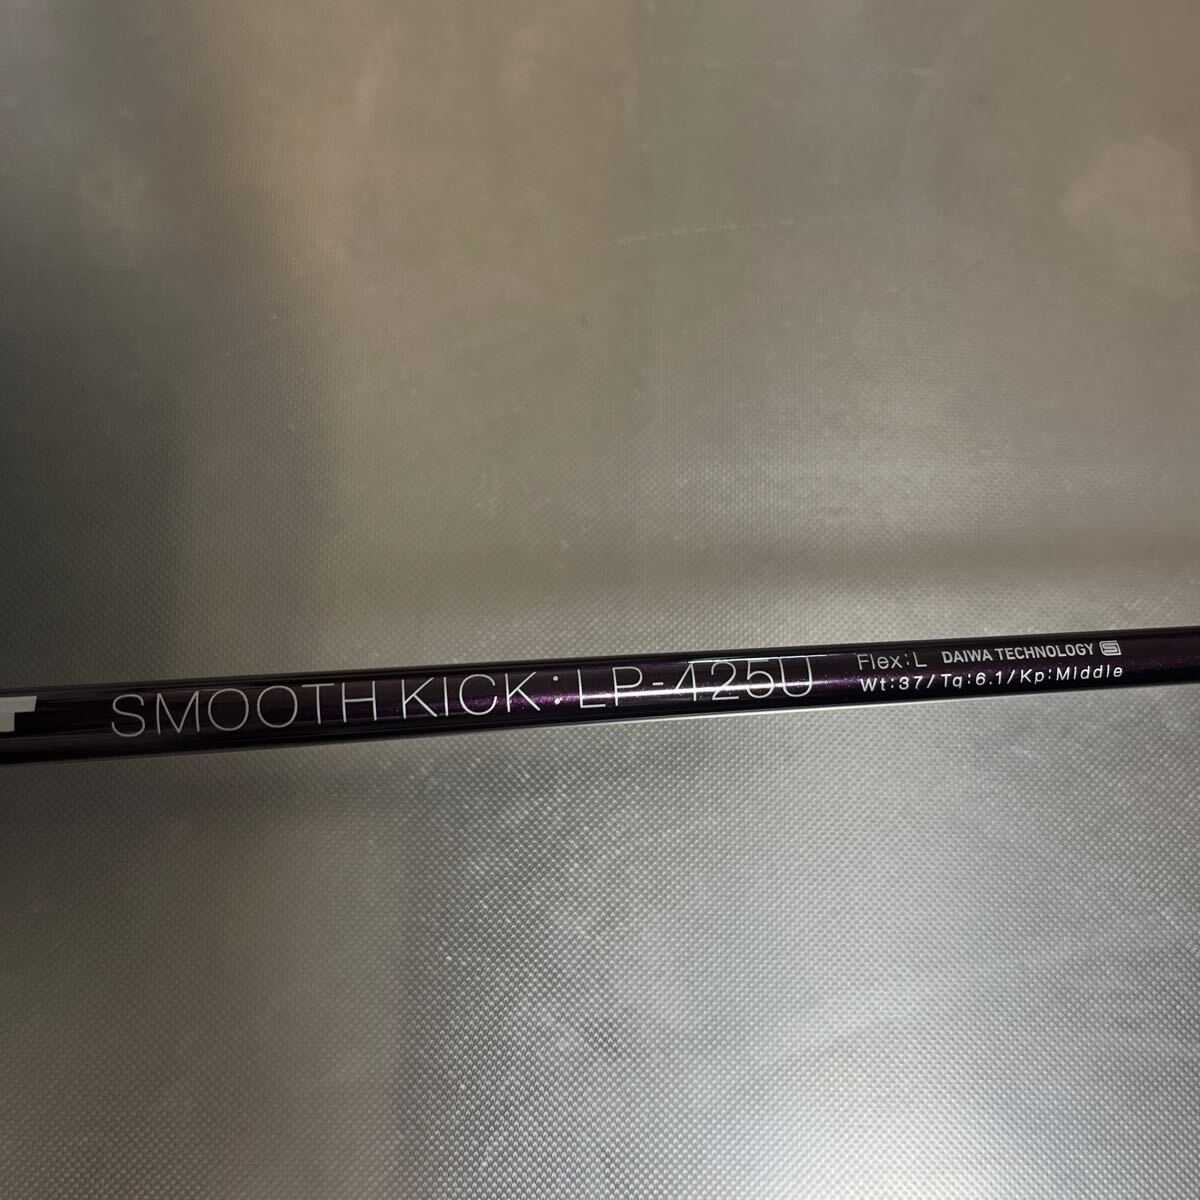 T SMOOTH KICK:LP-425U
Flex:L DAIWA TECHNOLOGY S
Wt:37/Tq:6.1/Kp:Middle